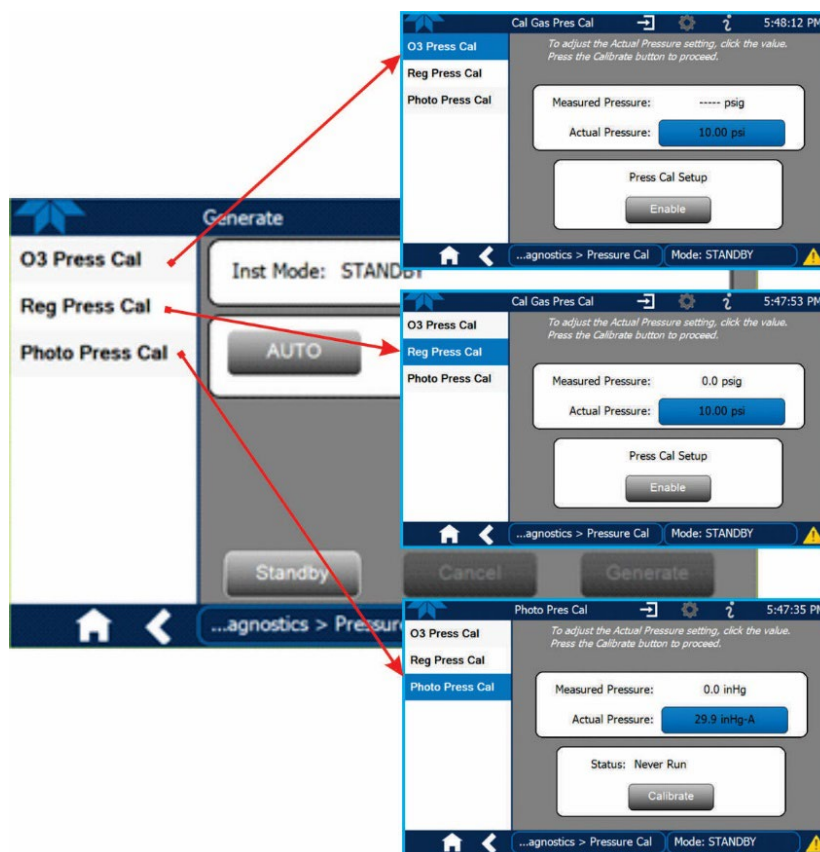 Generate
O3 Press Cal
Reg Press Cal
Photo Press Cal
Inst Mode: STANDBY
AUTO
Standby
Cancel
Generate
...agnostics > Pressur
Cal Gas Pres Cal
5:48:12 PM
O3 Press Cal
Reg Press Cal
Photo Press Cal
To adjust the Actual Pressure setting, click the value.
Press the Calibrate button to proceed.
Measured Pressure: ----- psig
Actual Pressure: 10.00 psi
Press Cal Setup
Enable
...agnostics > Pressure Cal Mode: STANDBY
Cal Gas Pres Cal
5:47:53 PM
O3 Press Cal
Reg Press Cal
Photo Press Cal
To adjust the Actual Pressure setting, click the value.
Press the Calibrate button to proceed.
Measured Pressure: 0.0 psig
Actual Pressure: 10.00 psi
Press Cal Setup
Enable
...agnostics > Pressure Cal Mode: STANDBY
Photo Pres Cal
5:47:35 PM
O3 Press Cal
Reg Press Cal
Photo Press Cal
To adjust the Actual Pressure setting, click the value.
Press the Calibrate button to proceed.
Measured Pressure: 0.0 inHg
Actual Pressure: 29.9 inHg-A
Status: Never Run
Calibrate
...agnostics > Pressure Cal Mode: STANDBY